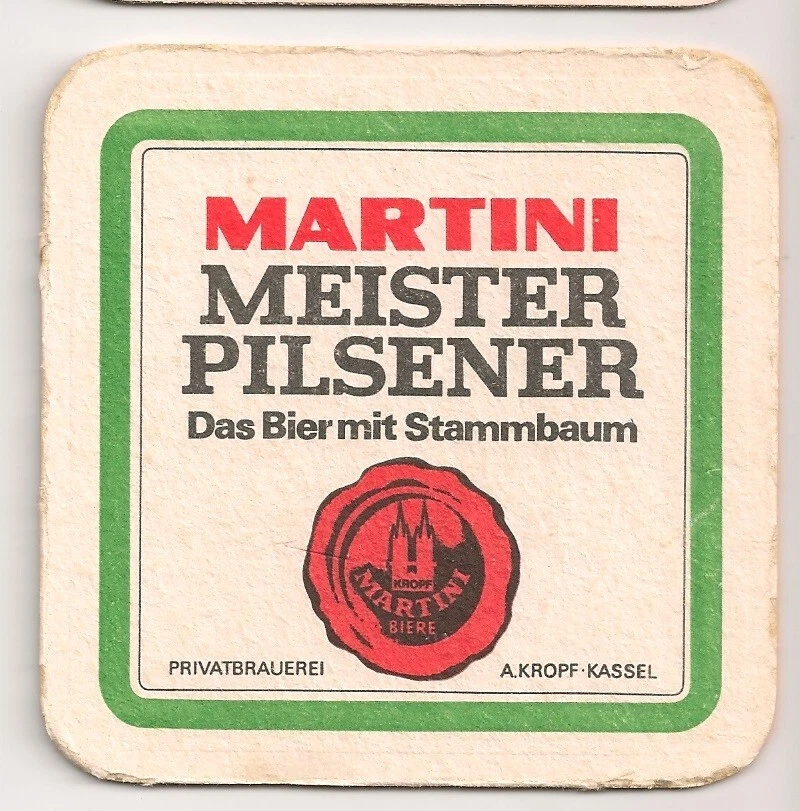 MARTINI
MEISTER
PILSENER
Das Bier mit Stammbaum
KROPF
MARTINI
BIERE
PRIVATBRAUEREI A.KROPF·KASSEL